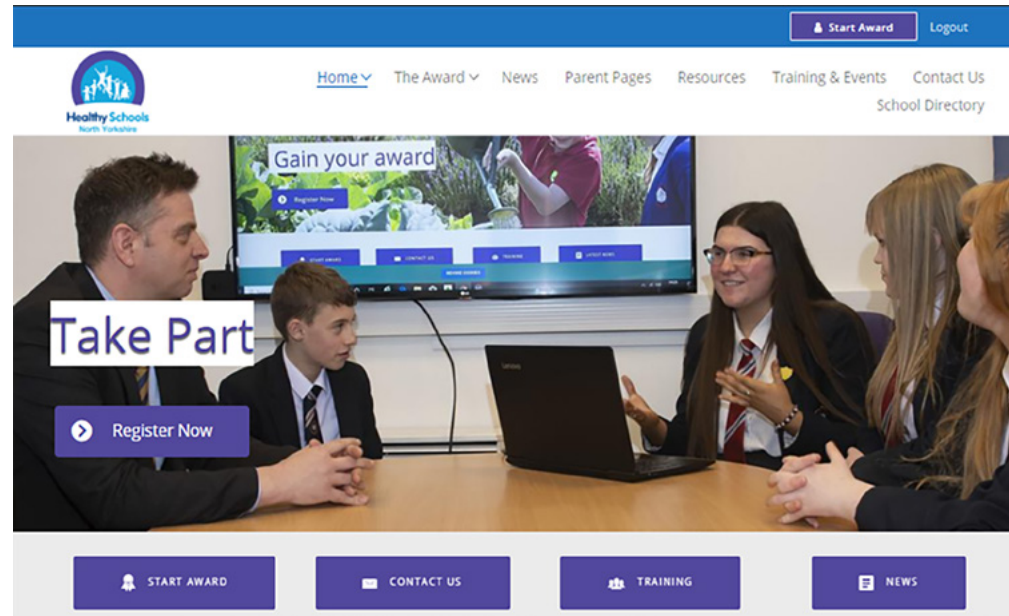 Start Award Logout
Healthy Schools
North Yorkshire
Home The Award News Parent Pages Resources Training & Events Contact Us
School Directory
Gain your award
Register Now
START AWARD CONTACT US TRAINING LATEST NEWS
Lenovo
Take Part
Register Now
START AWARD CONTACT US TRAINING NEWS